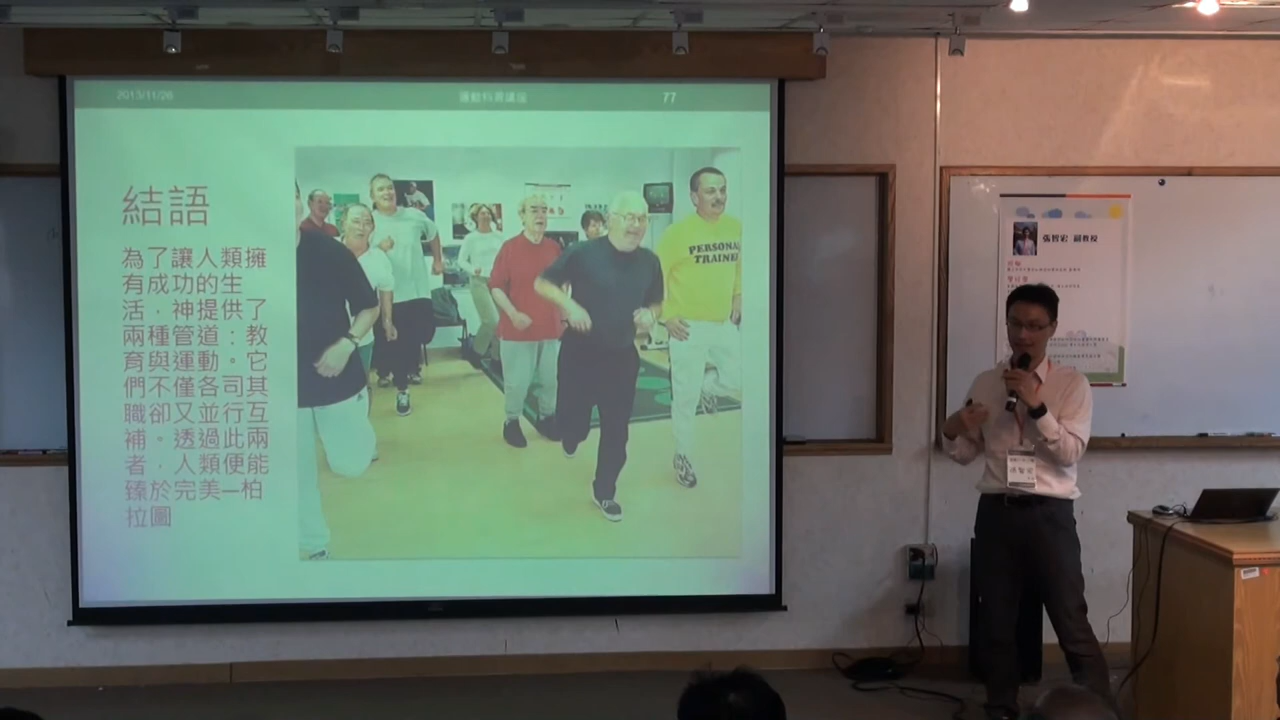 2013/11/26
運動科普講座
77
結語
為了讓人類擁
有成功的生
活，神提供了
兩種管道：教
育與運動。它
們不僅各司其
職卻又並行互
補。透過此兩
者，人類便能
臻於完美–柏
拉圖
PERSONAL
TRAINER
張智宏 副教授